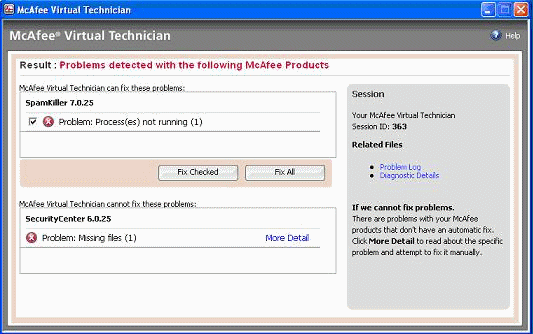 McAfee Virtual Technician
McAfee® Virtual Technician
Help
Result : Problems detected with the following McAfee Products
McAfee Virtual Technician can fix these problems:
SpamKiller 7.0.25
Problem: Process(es) not running (1)
Fix Checked
Fix All
McAfee Virtual Technician cannot fix these problems:
SecurityCenter 6.0.25
Problem: Missing files (1)
More Detail
Session
Your McAfee Virtual Technician
Session ID: 363
Related Files
• Problem Log
• Diagnostic Details
If we cannot fix problems.
There are problems with your McAfee
products that don't have an automatic fix.
Click More Detail to read about the specific
problem and attempt to fix it manually.